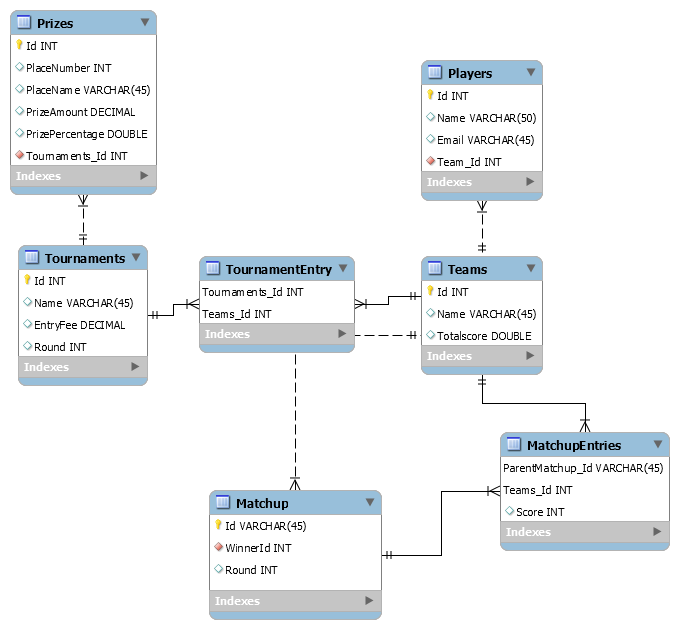 Prizes
Id INT
PlaceNumber INT
PlaceName VARCHAR(45)
PrizeAmount DECIMAL
PrizePercentage DOUBLE
Tournaments_Id INT
Indexes
Players
Id INT
Name VARCHAR(50)
Email VARCHAR(45)
Team_Id INT
Indexes
Tournaments
Id INT
Name VARCHAR(45)
EntryFee DECIMAL
Round INT
Indexes
TournamentEntry
Tournaments_Id INT
Teams_Id INT
Indexes
Teams
Id INT
Name VARCHAR(45)
Totalscore DOUBLE
Indexes
MatchupEntries
ParentMatchup_Id VARCHAR(45)
Teams_Id INT
Score INT
Indexes
Matchup
Id VARCHAR(45)
WinnerId INT
Round INT
Indexes